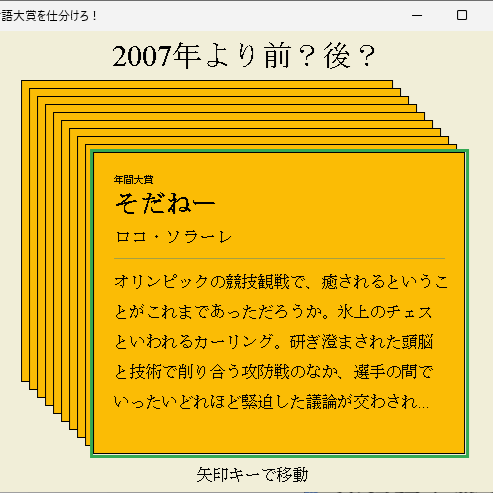 語大賞を仕分けろ！
2007年より前？後？
年間大賞
そだねー
ロコ・ソラーレ
オリンピックの競技観戦で、癒されるというこ
とがこれまであっただろうか。氷上のチェス
といわれるカーリング。研ぎ澄まされた頭脳
と技術で削り合う攻防戦のなか、選手の間で
いったいどれほど緊迫した議論が交わされ...
矢印キーで移動